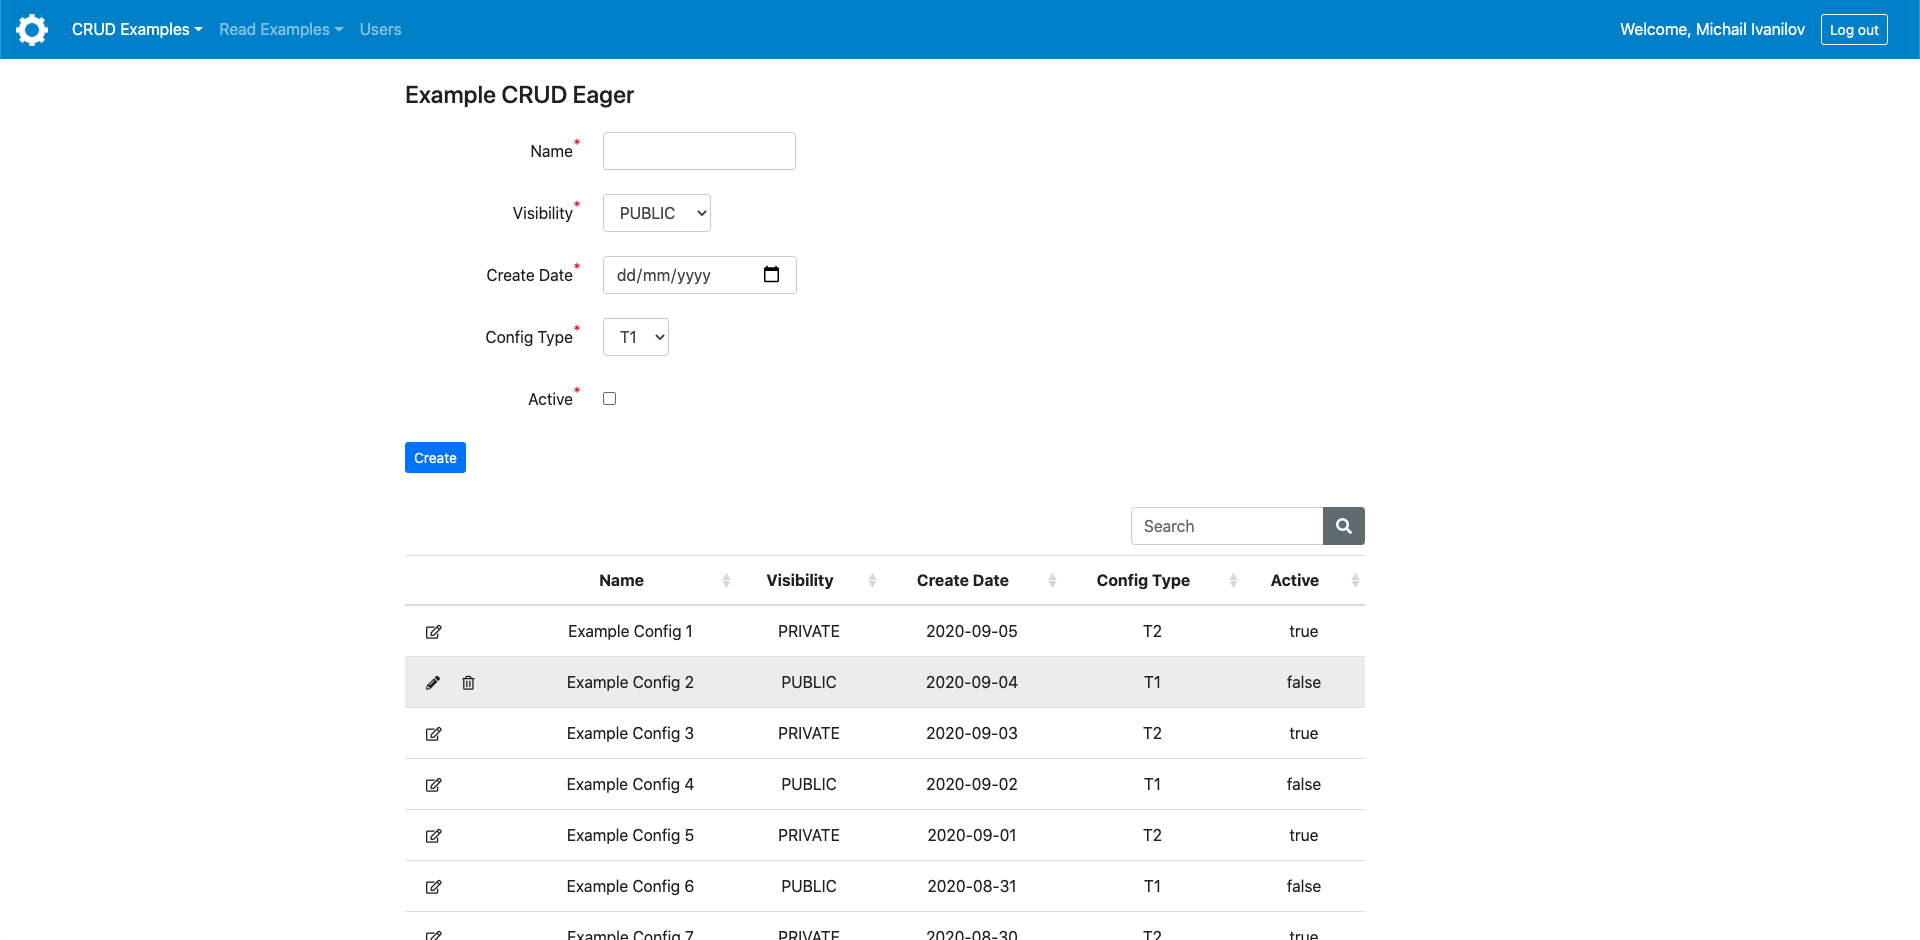 CRUD Examples Read Examples Users Welcome, Michail Ivanilov Log out
Example CRUD Eager
Name*
Visibility* PUBLIC
Create Date* dd/mm/yyyy
Config Type* T1
Active*
Create
Search
Name Visibility Create Date Config Type Active
Example Config 1 PRIVATE 2020-09-05 T2 true
Example Config 2 PUBLIC 2020-09-04 T1 false
Example Config 3 PRIVATE 2020-09-03 T2 true
Example Config 4 PUBLIC 2020-09-02 T1 false
Example Config 5 PRIVATE 2020-09-01 T2 true
Example Config 6 PUBLIC 2020-08-31 T1 false
Example Config 7 PRIVATE 2020-08-30 T2 true